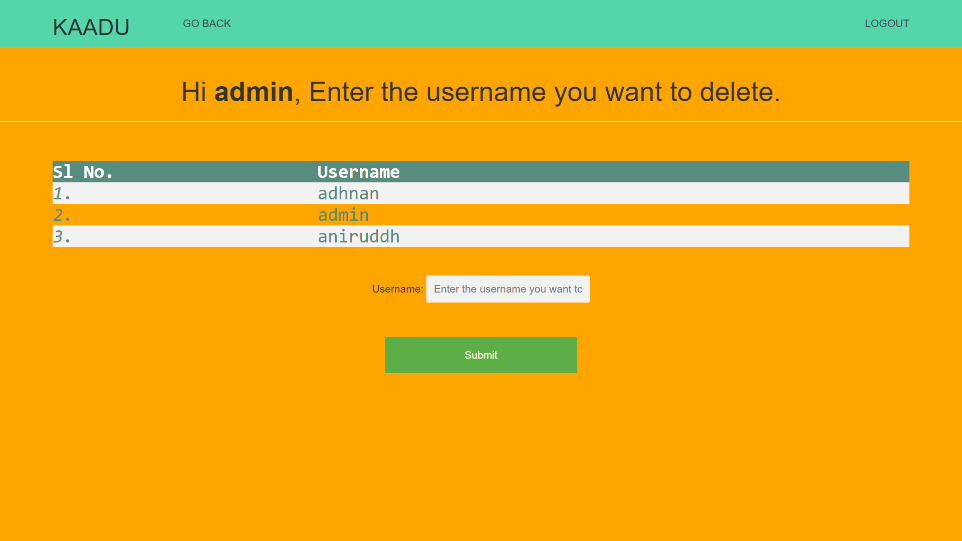 KAADU GO BACK LOGOUT
Hi admin, Enter the username you want to delete.
Sl No. Username
1. adhnan
2. admin
3. aniruddh
Username: Enter the username you want to
Submit